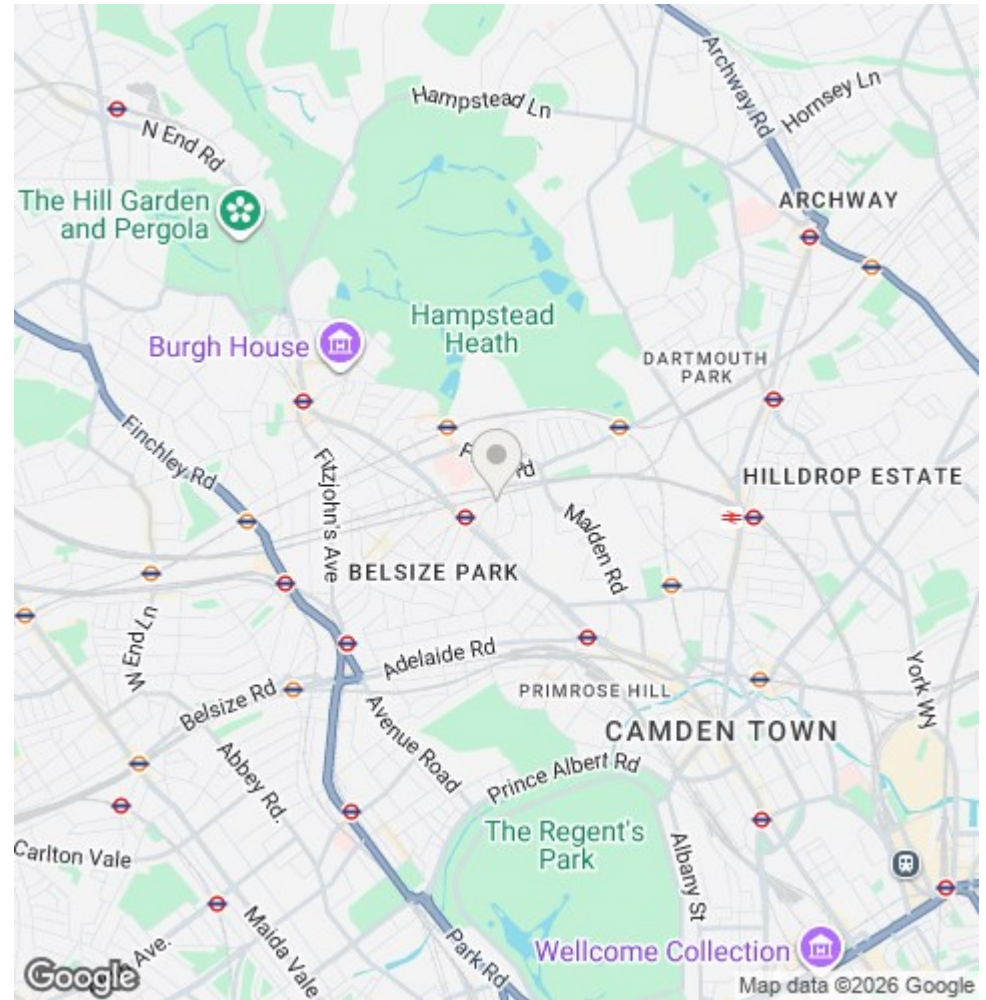 Hampstead Ln
Archway Rd
Hornsey Ln
N End Rd
The Hill Garden
and Pergola
ARCHWAY
Hampstead
Heath
Burgh House
DARTMOUTH
PARK
Finchley Rd
Fitzjohn's Ave
rd
HILLDROP ESTATE
Malden Rd
BELSIZE PARK
W End Ln
Adelaide Rd
York Wy
Belsize Rd
PRIMROSE HILL
CAMDEN TOWN
Avenue Road
Abbey Rd.
Prince Albert Rd
The Regent's
Park
Albany St
Carlton Vale
Maida Vale
Ave.
Park Rd
Wellcome Collection
Google
Map data ©2026 Google